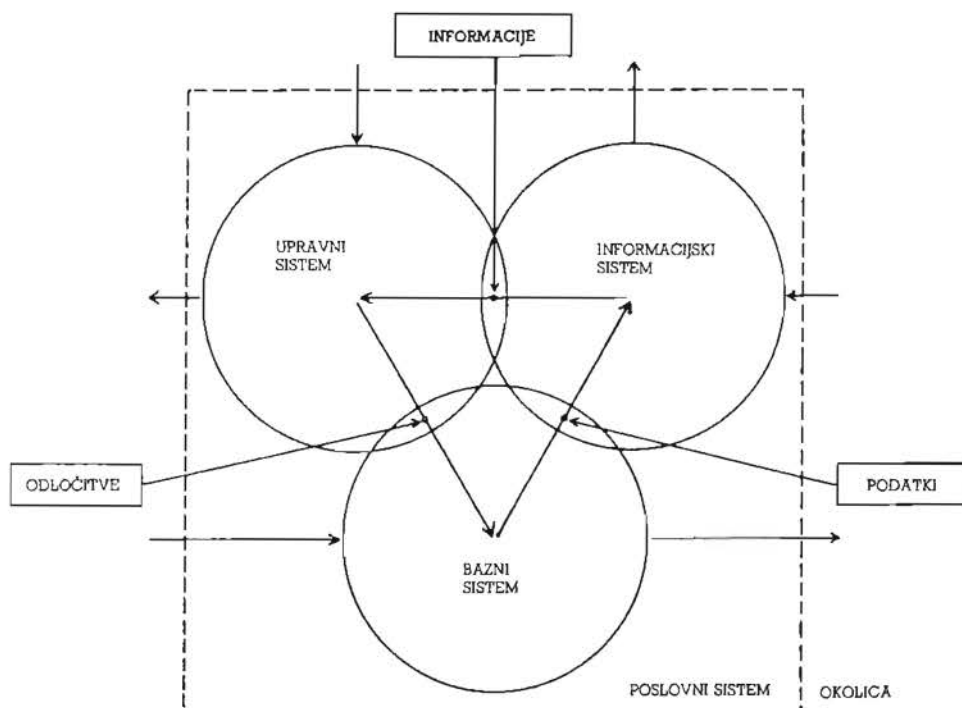 INFORMACIJE
UPRAVNI
SISTEM
INFORMACIJSKI
SISTEM
ODLOČITVE
PODATKI
BAZNI
SISTEM
POSLOVNI SISTEM
OKOLICA